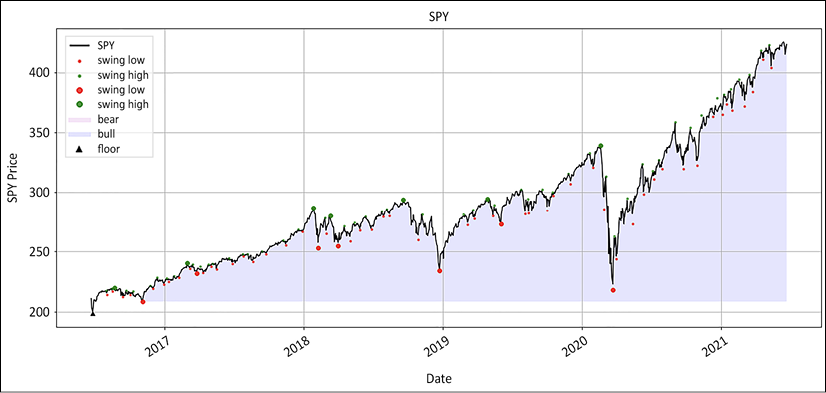 SPY
SPY
swing low
swing high
swing low
swing high
bear
bull
floor
400
350
300
250
200
SPY Price
2017
2018
2019
2020
2021
Date